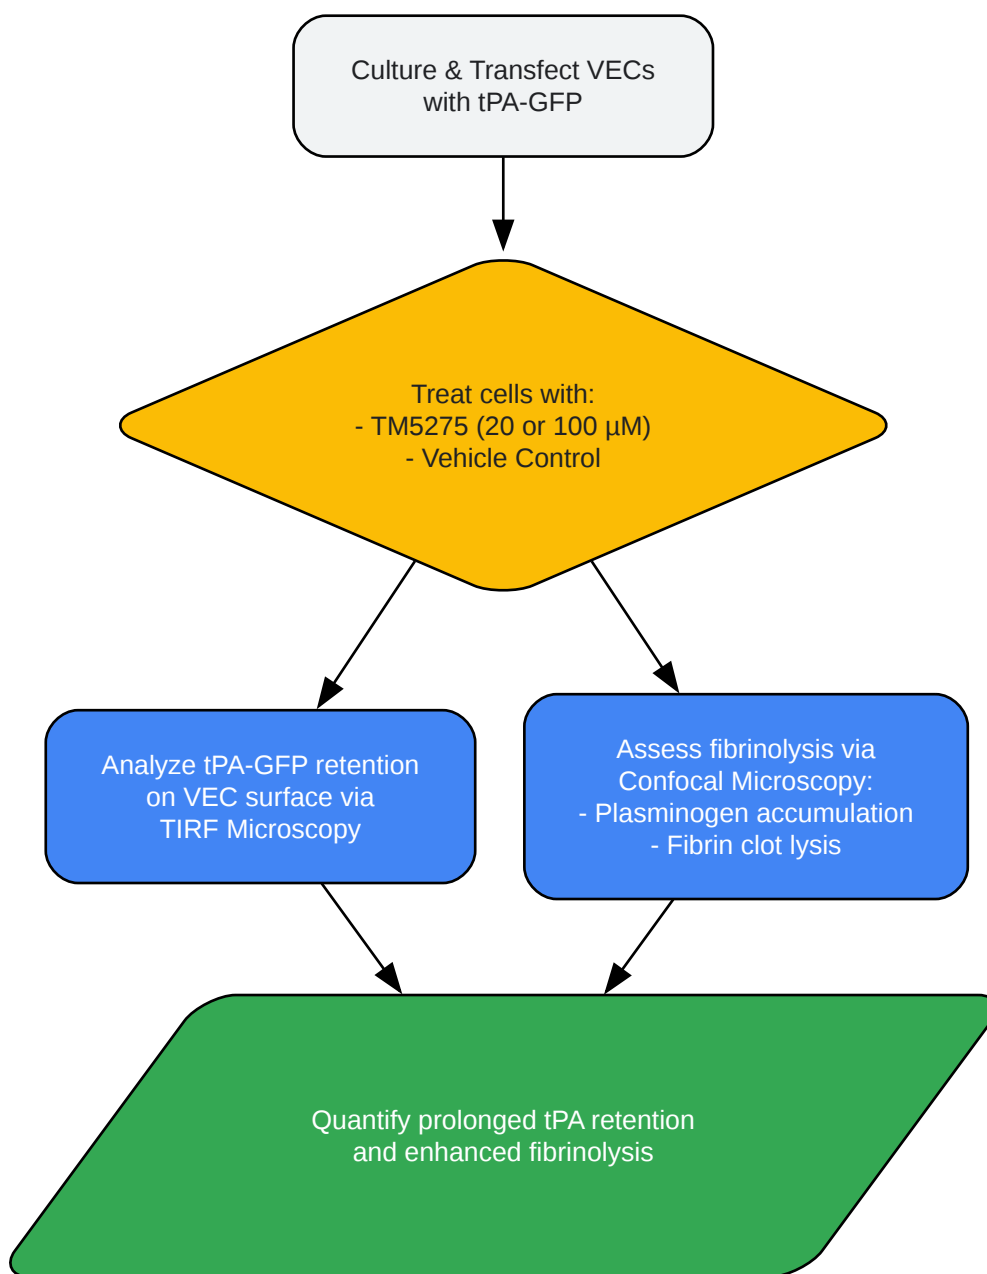 Culture & Transfect VECs
with tPA-GFP
Treat cells with:
- TM5275 (20 or 100 µM)
- Vehicle Control
Analyze tPA-GFP retention
on VEC surface via
TIRF Microscopy
Assess fibrinolysis via
Confocal Microscopy:
- Plasminogen accumulation
- Fibrin clot lysis
Quantify prolonged tPA retention
and enhanced fibrinolysis